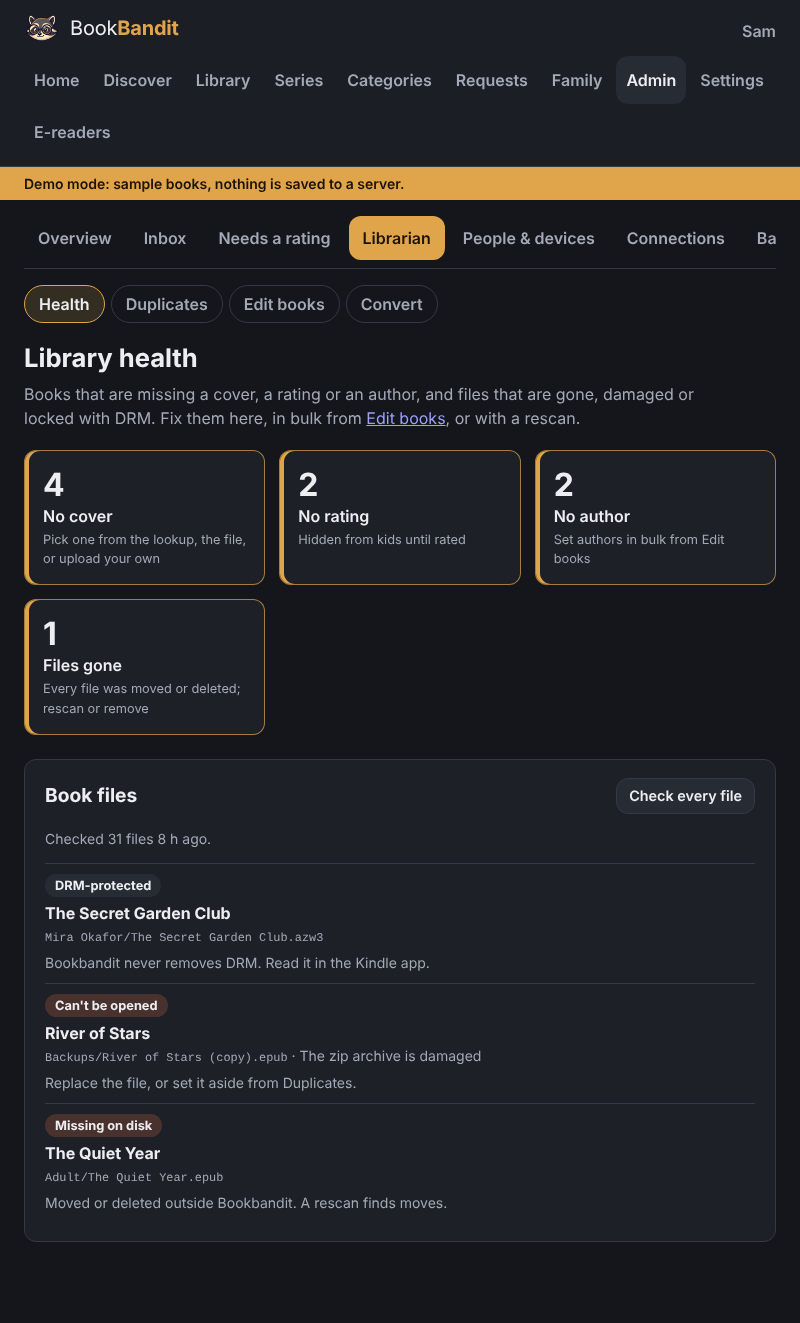 BookBandit
Sam
Home Discover Library Series Categories Requests Family Admin Settings
E-readers
Demo mode: sample books, nothing is saved to a server.
Overview Inbox Needs a rating Librarian People & devices Connections Ba
Health Duplicates Edit books Convert
Library health
Books that are missing a cover, a rating or an author, and files that are gone, damaged or
locked with DRM. Fix them here, in bulk from Edit books, or with a rescan.
4
No cover
Pick one from the lookup, the file,
or upload your own
2
No rating
Hidden from kids until rated
2
No author
Set authors in bulk from Edit
books
1
Files gone
Every file was moved or deleted;
rescan or remove
Book files
Check every file
Checked 31 files 8 h ago.
DRM-protected
The Secret Garden Club
Mira Okafor/The Secret Garden Club.azw3
Bookbandit never removes DRM. Read it in the Kindle app.
Can't be opened
River of Stars
Backups/River of Stars (copy).epub · The zip archive is damaged
Replace the file, or set it aside from Duplicates.
Missing on disk
The Quiet Year
Adult/The Quiet Year.epub
Moved or deleted outside Bookbandit. A rescan finds moves.